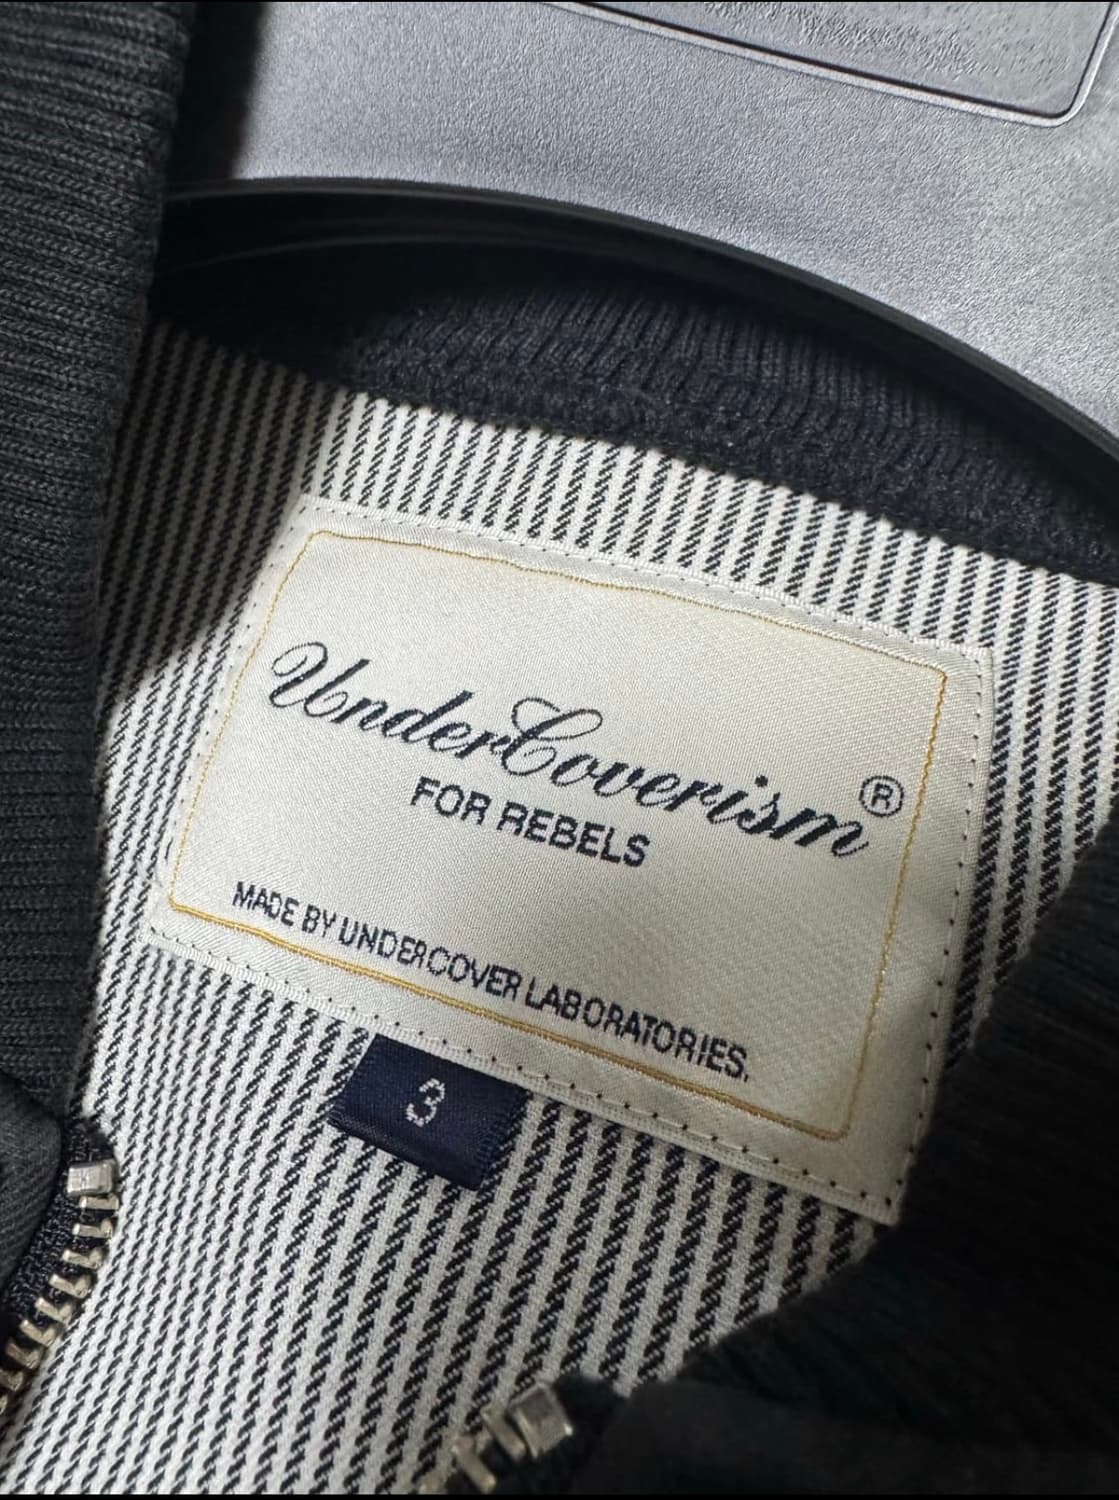 UnderCoverism®
FOR REBELS
MADE BY UNDERCOVER LABORATORIES.
3